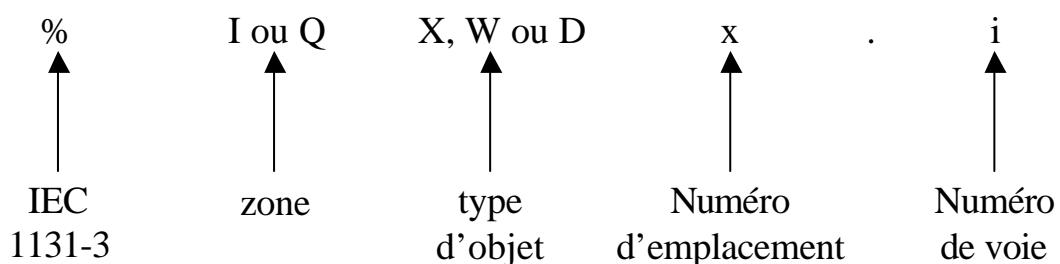 % I ou Q X, W ou D x . i
IEC zone type Numéro Numéro
1131-3 d’objet d’emplacement de voie